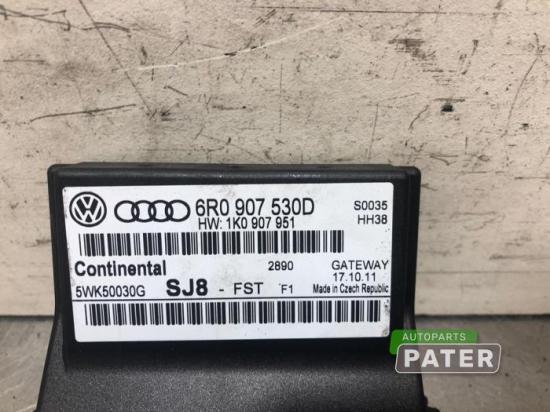 6R0 907 530D
HW: 1K0 907 951
S0035
HH38
Continental
2890
GATEWAY
17.10.11
5WK50030G
SJ8 - FST F1
Made in Czech Republic
AUTOPARTS
PATER